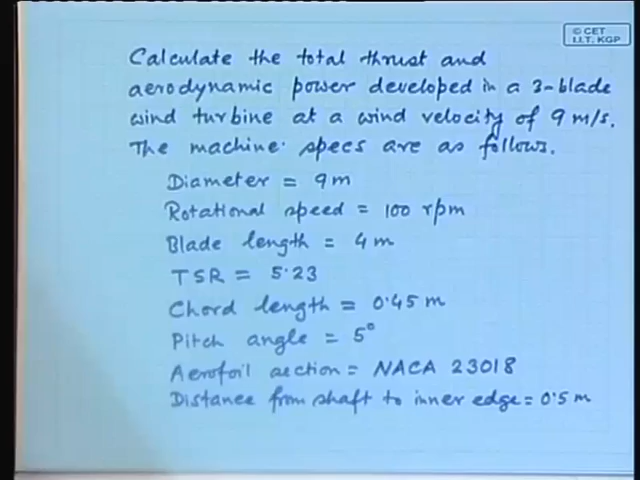 © CET
I.I.T. KGP
Calculate the total thrust and
aerodynamic power developed in a 3-blade
wind turbine at a wind velocity of 9 m/s.
The machine specs are as follows.
Diameter = 9m
Rotational speed = 100 rpm
Blade length = 4 m
TSR = 5.23
Chord length = 0.45 m
Pitch angle = 5°
Aerofoil section = NACA 23018
Distance from shaft to inner edge = 0.5 m